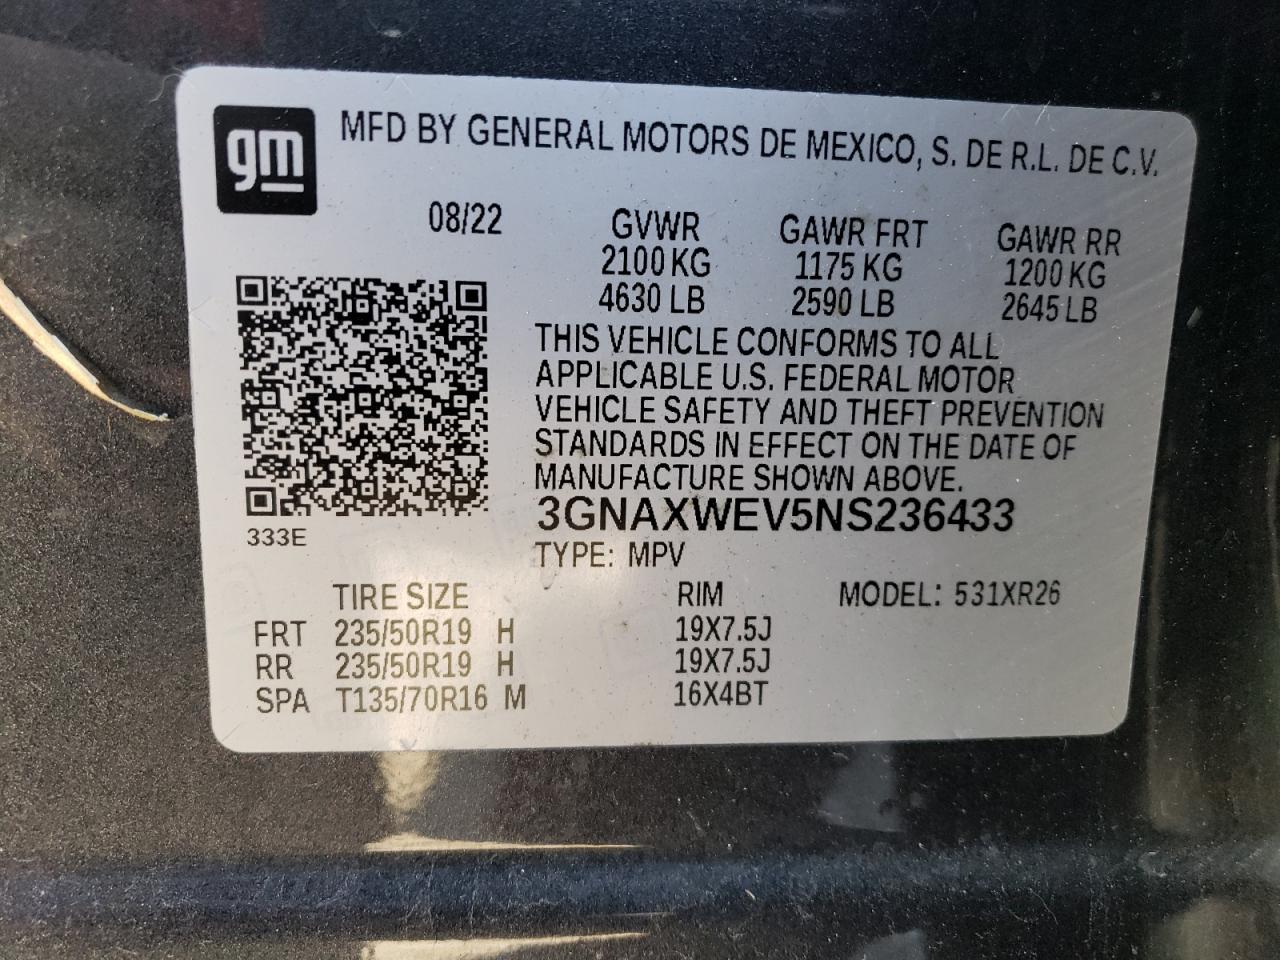 gm
MFD BY GENERAL MOTORS DE MEXICO, S. DE R.L. DE C.V.
08/22 GVWR GAWR FRT GAWR RR
2100 KG 1175 KG 1200 KG
4630 LB 2590 LB 2645 LB
THIS VEHICLE CONFORMS TO ALL
APPLICABLE U.S. FEDERAL MOTOR
VEHICLE SAFETY AND THEFT PREVENTION
STANDARDS IN EFFECT ON THE DATE OF
MANUFACTURE SHOWN ABOVE.
3GNAXWEV5NS236433
333E
TYPE: MPV
TIRE SIZE RIM MODEL: 531XR26
FRT 235/50R19 H 19X7.5J
RR 235/50R19 H 19X7.5J
SPA T135/70R16 M 16X4BT